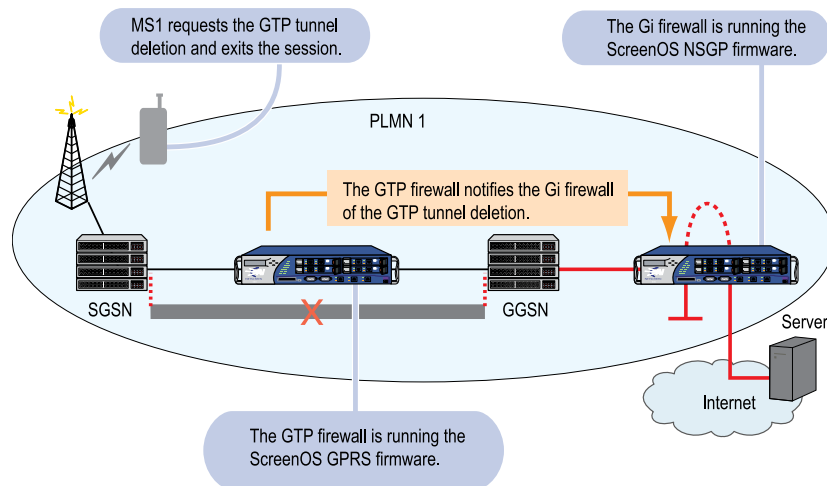 MS1 requests the GTP tunnel
deletion and exits the session.
The Gi firewall is running the
ScreenOS NSGP firmware.
PLMN 1
The GTP firewall notifies the Gi firewall
of the GTP tunnel deletion.
SGSN
GGSN
Server
Internet
The GTP firewall is running the
ScreenOS GPRS firmware.